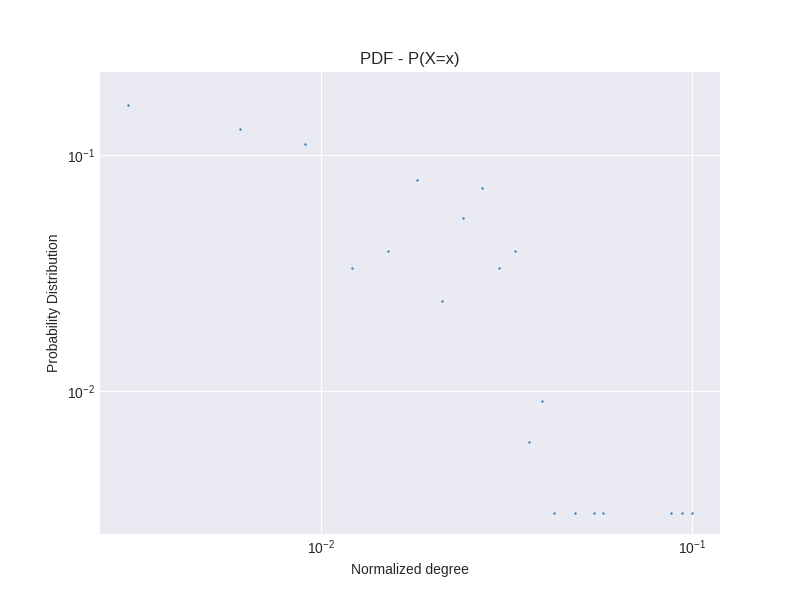 PDF - P(X=x)
10⁻¹
Probability Distribution
10⁻²
10⁻² 10⁻¹
Normalized degree